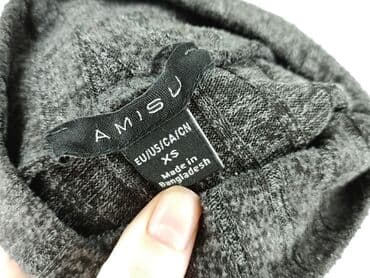 AMISU
EU/US/CA/CN
XS
Made in
Bangladesh